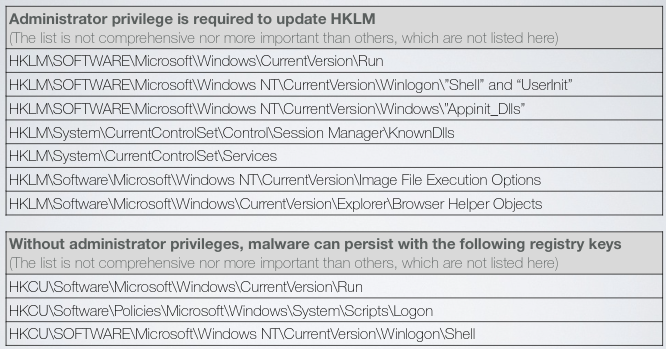 Administrator privilege is required to update HKLM
(The list is not comprehensive nor more important than others, which are not listed here)
HKLM\SOFTWARE\Microsoft\Windows\CurrentVersion\Run
HKLM\SOFTWARE\Microsoft\Windows NT\CurrentVersion\Winlogon\”Shell” and “UserInit”
HKLM\SOFTWARE\Microsoft\Windows NT\CurrentVersion\Windows\”Appinit_Dlls”
HKLM\System\CurrentControlSet\Control\Session Manager\KnownDlls
HKLM\System\CurrentControlSet\Services
HKLM\Software\Microsoft\Windows NT\CurrentVersion\Image File Execution Options
HKLM\Software\Microsoft\Windows\CurrentVersion\Explorer\Browser Helper Objects
Without administrator privileges, malware can persist with the following registry keys
(The list is not comprehensive nor more important than others, which are not listed here)
HKCU\Software\Microsoft\Windows\CurrentVersion\Run
HKCU\Software\Policies\Microsoft\Windows\System\Scripts\Logon
HKCU\SOFTWARE\Microsoft\Windows NT\CurrentVersion\Winlogon\Shell